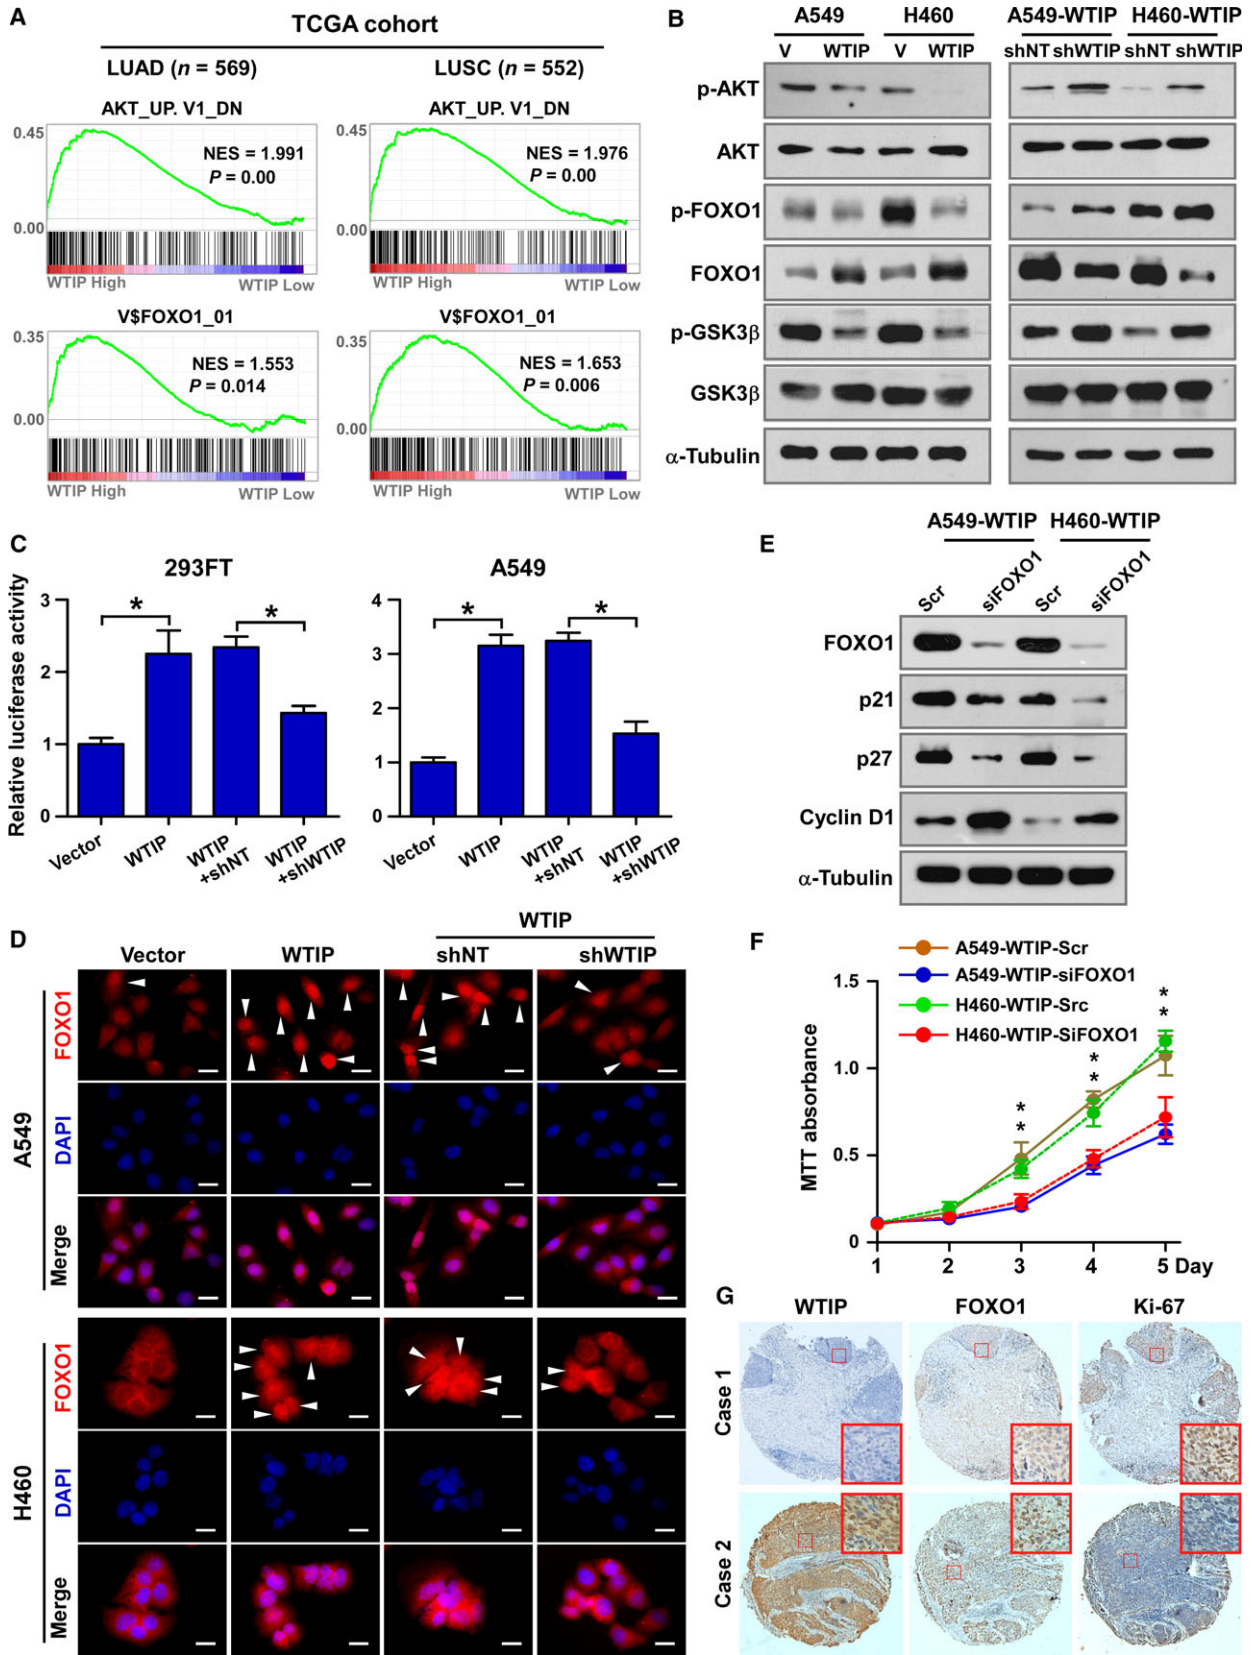 A
TCGA cohort
LUAD (n = 569)
LUSC (n = 552)
AKT_UP. V1_DN
AKT_UP. V1_DN
0.45
NES = 1.991
P = 0.00
0.00
WTIP High
WTIP Low
0.45
NES = 1.976
P = 0.00
0.00
WTIP High
WTIP Low
V$FOXO1_01
V$FOXO1_01
0.35
NES = 1.553
P = 0.014
0.00
WTIP High
WTIP Low
0.35
NES = 1.653
P = 0.006
0.00
WTIP High
WTIP Low
B
A549
H460
A549-WTIP
H460-WTIP
V WTIP V WTIP
shNT shWTIP shNT shWTIP
p-AKT
AKT
p-FOXO1
FOXO1
p-GSK3β
GSK3β
α-Tubulin
C
293FT
Relative luciferase activity
3
2
1
0
*
*
Vector
WTIP
WTIP +shNT
WTIP +shWTIP
A549
4
3
2
1
0
*
*
Vector
WTIP
WTIP +shNT
WTIP +shWTIP
E
A549-WTIP
H460-WTIP
Scr
siFOXO1
Scr
siFOXO1
FOXO1
p21
p27
Cyclin D1
α-Tubulin
D
WTIP
Vector
WTIP
shNT
shWTIP
A549
FOXO1
DAPI
Merge
H460
FOXO1
DAPI
Merge
F
A549-WTIP-Scr
A549-WTIP-siFOXO1
H460-WTIP-Src
H460-WTIP-SiFOXO1
MTT absorbance
1.5
1.0
0.5
0
* *
* *
* *
1 2 3 4 5 Day
G
WTIP
FOXO1
Ki-67
Case 1
Case 2